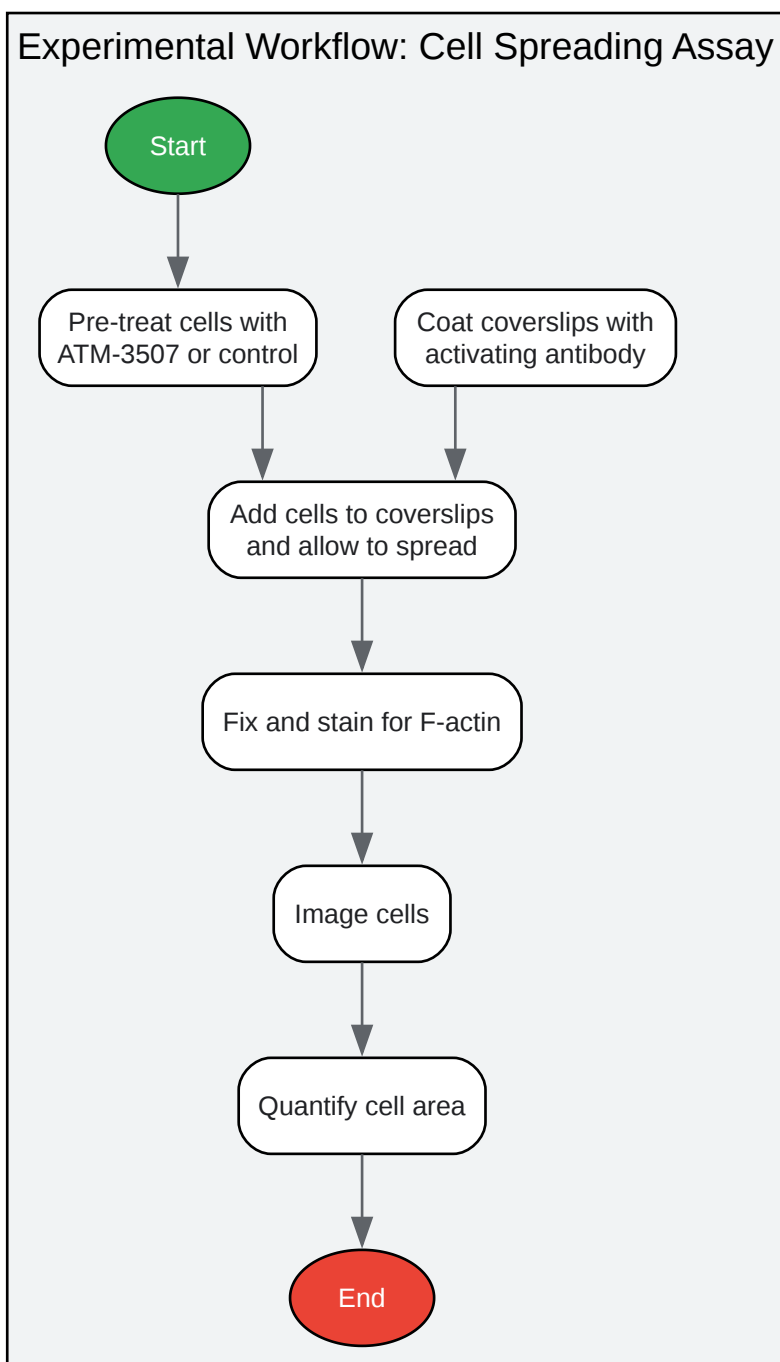 Experimental Workflow: Cell Spreading Assay
Start
Pre-treat cells with
ATM-3507 or control
Coat coverslips with
activating antibody
Add cells to coverslips
and allow to spread
Fix and stain for F-actin
Image cells
Quantify cell area
End